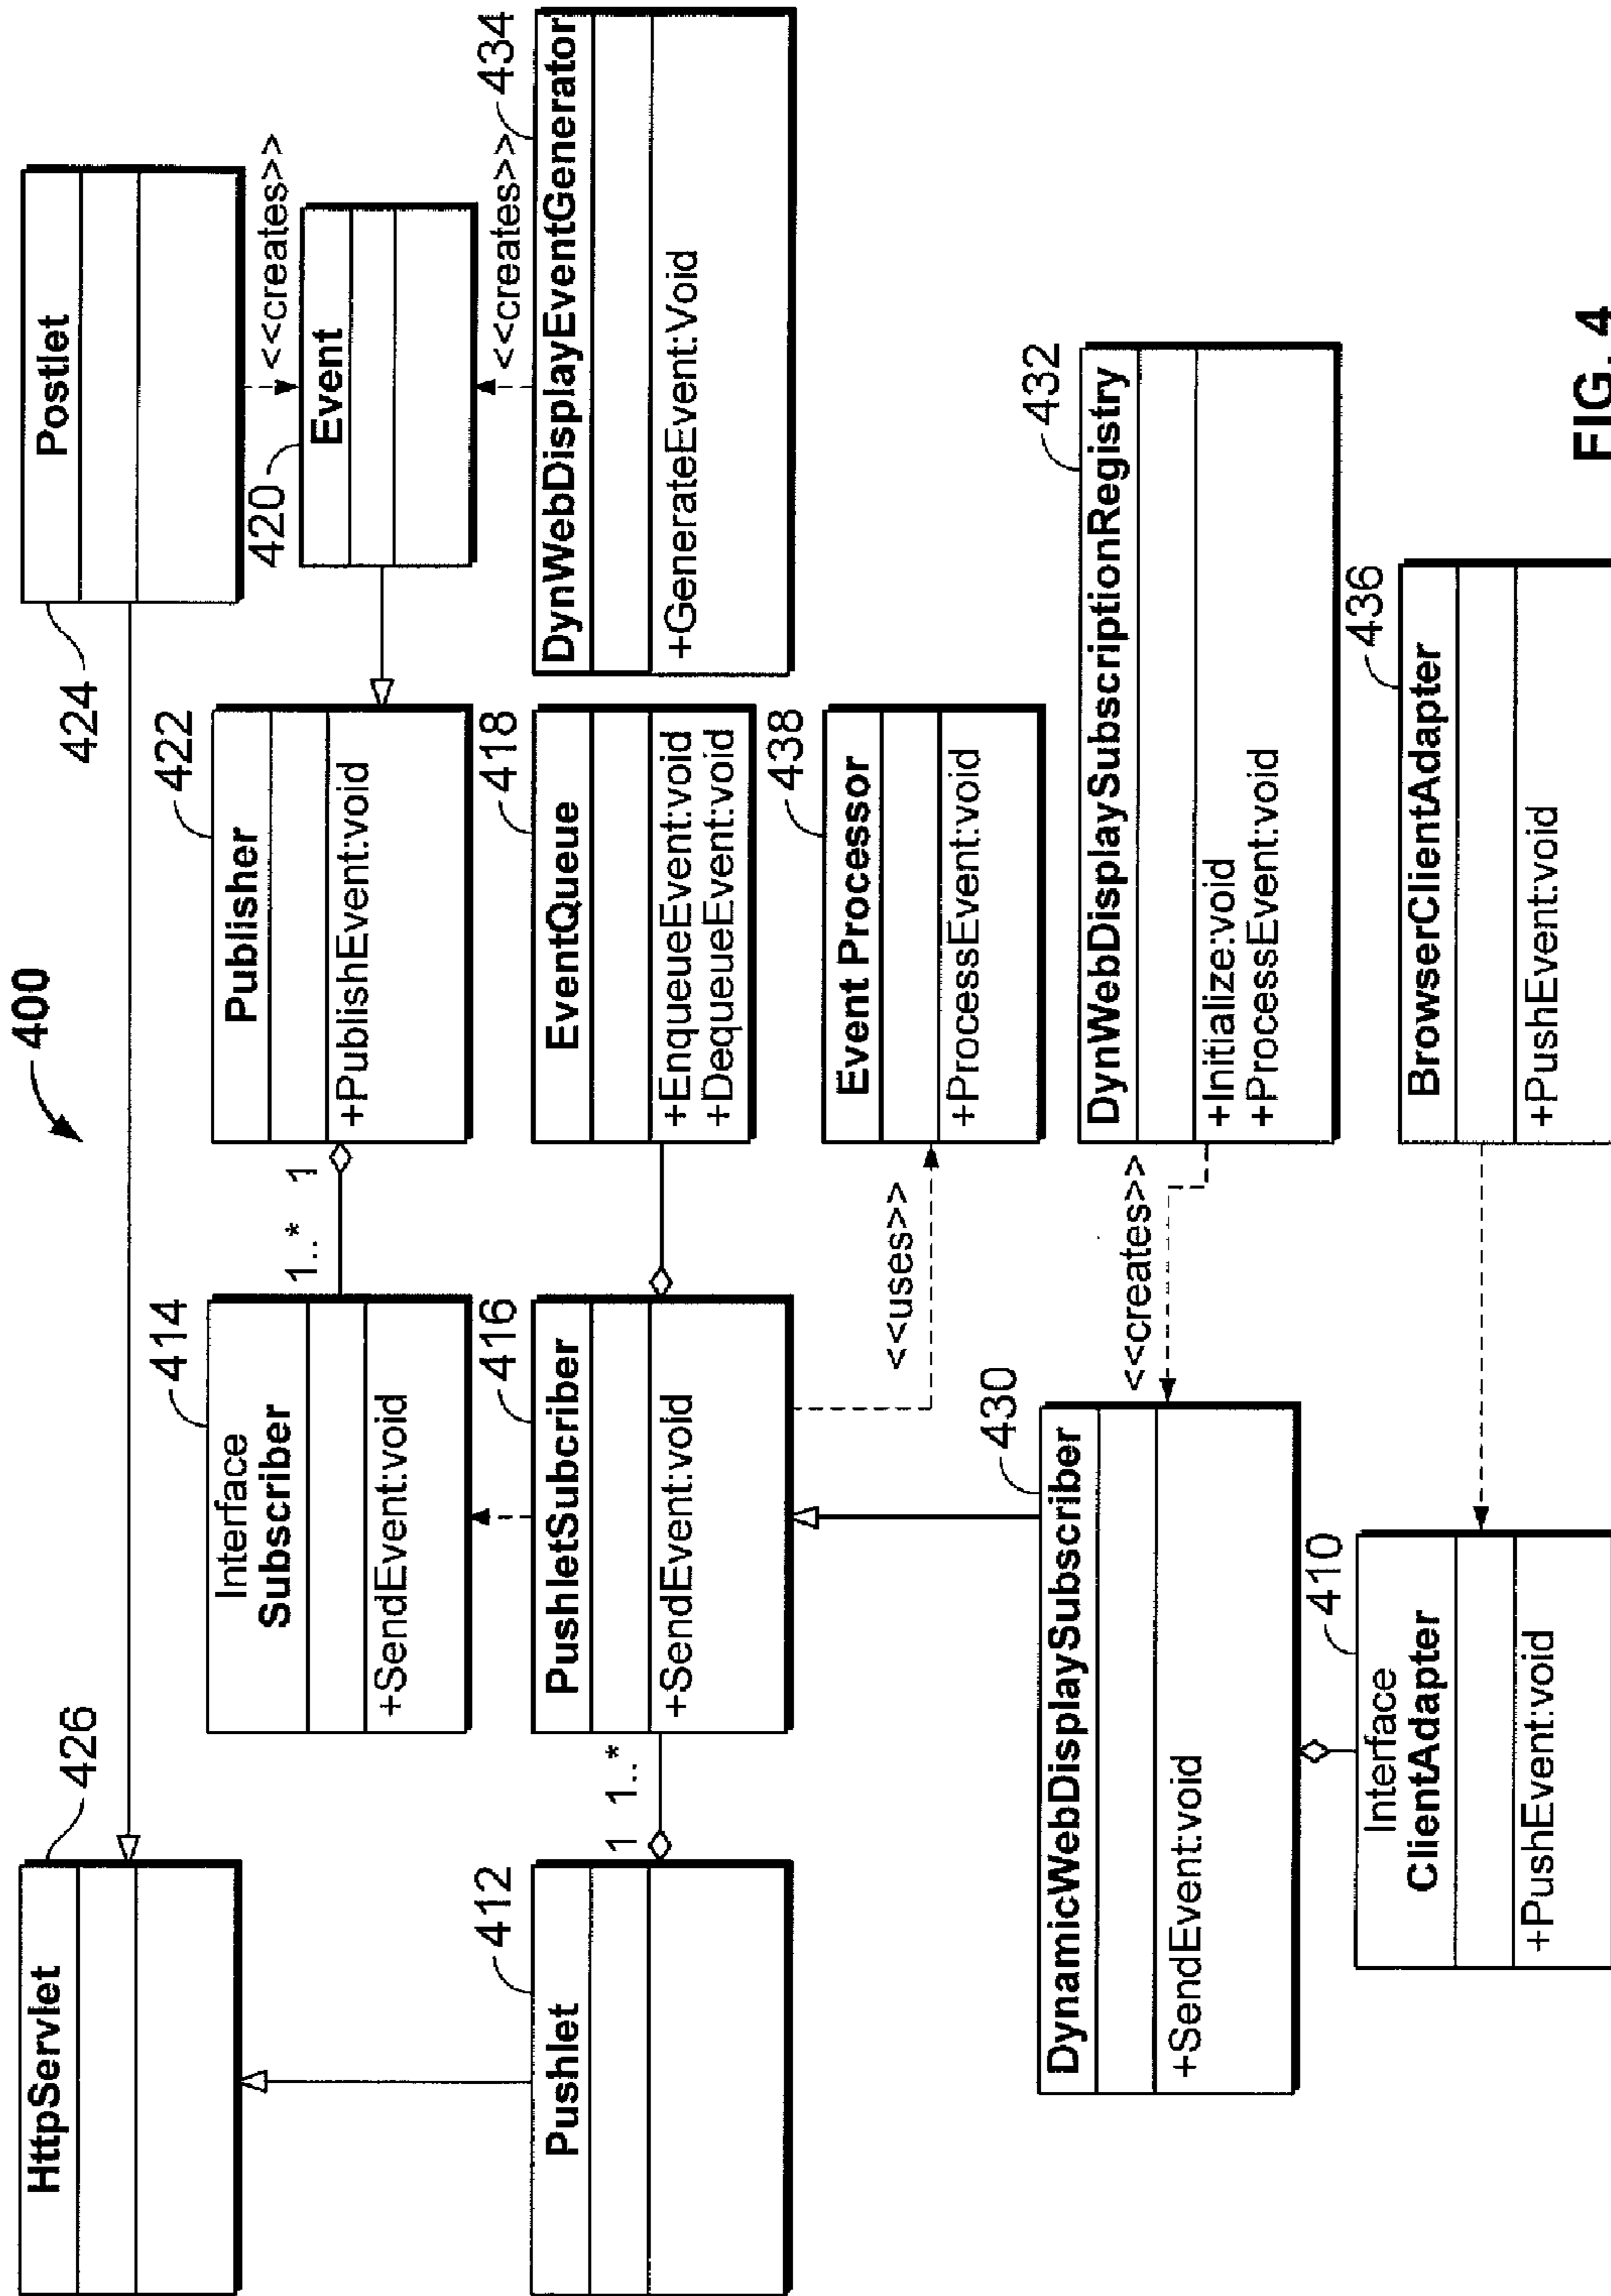 400
HttpServlet
426
Postlet
424
<<creates>>
Interface
Subscriber
+SendEvent:void
414
1..*
1
Publisher
+PublishEvent:void
422
Event
420
<<creates>>
Pushlet
412
1
1..*
PushletSubcriber
+SendEvent:void
416
EventQueue
+EnqueueEvent:void
+DequeueEvent:void
418
DynWebDisplayEventGenerator
+GenerateEvent:Void
434
<<uses>>
Event Processor
+ProcessEvent:void
438
DynamicWebDisplaySubscriber
+SendEvent:void
430
<<creates>>
DynWebDisplaySubscriptionRegistry
+Initialize:void
+ProcessEvent:void
432
Interface
ClientAdapter
+PushEvent:void
410
BrowserClientAdapter
+PushEvent:void
436
FIG. 4